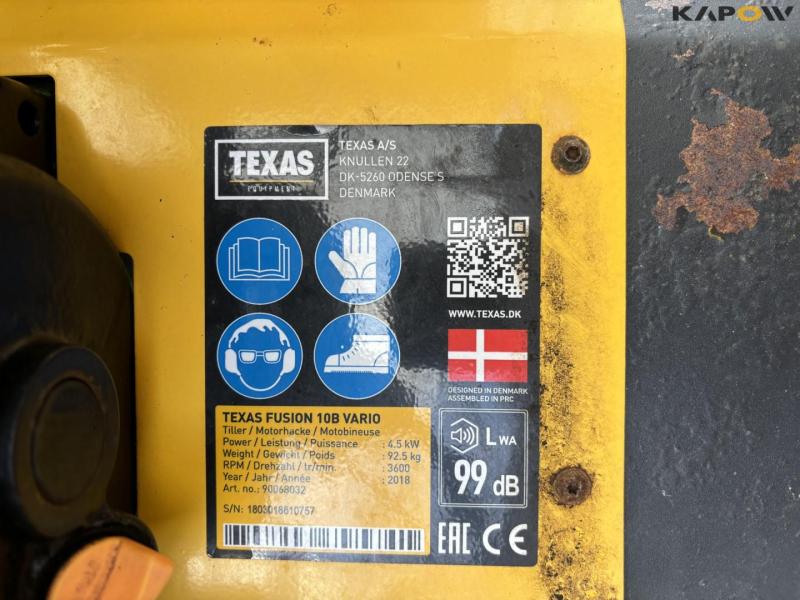 KAPOW
TEXAS
EQUIPMENT
TEXAS A/S
KNULLEN 22
DK-5260 ODENSE S
DENMARK
WWW.TEXAS.DK
DESIGNED IN DENMARK
ASSEMBLED IN PRC
TEXAS FUSION 10B VARIO
Tiller / Motorhacke / Motobineuse
Power / Leistung / Puissance : 4.5 kW
Weight / Gewicht / Poids : 92.5 kg
RPM / Drehzahl / tr/min. : 3600
Year / Jahr / Année : 2018
Art. no.: 90068032
S/N: 1803018810757
LWA
99 dB
EAC CE